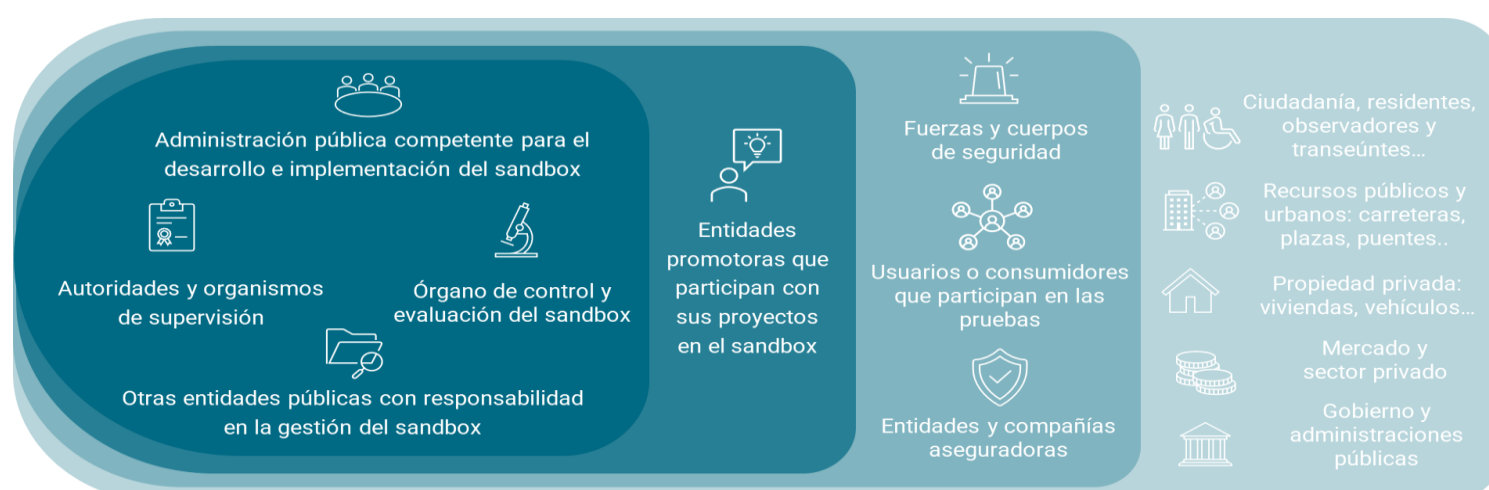 Administración pública competente para el
desarrollo e implementación del sandbox
Autoridades y organismos
de supervisión
Órgano de control y
evaluación del sandbox
Otras entidades públicas con responsabilidad
en la gestión del sandbox
Entidades
promotoras que
participan con
sus proyectos
en el sandbox
Fuerzas y cuerpos
de seguridad
Usuarios o consumidores
que participan en las
pruebas
Entidades y compañías
aseguradoras
Ciudadanía, residentes,
observadores y
transeúntes...
Recursos públicos y
urbanos: carreteras,
plazas, puentes..
Propiedad privada:
viviendas, vehículos...
Mercado y
sector privado
Gobierno y
administraciones
públicas